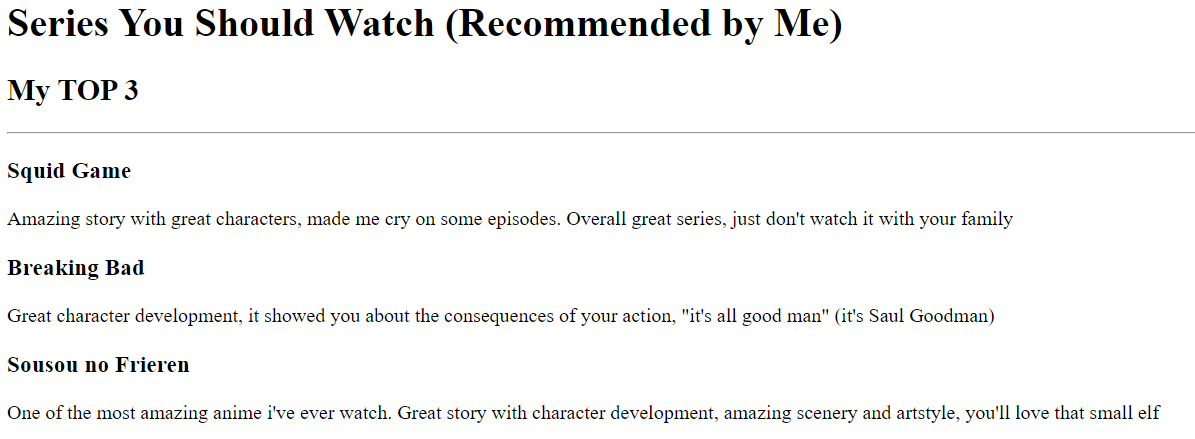 Series You Should Watch (Recommended by Me)
My TOP 3
Squid Game
Amazing story with great characters, made me cry on some episodes. Overall great series, just don't watch it with your family
Breaking Bad
Great character development, it showed you about the consequences of your action, "it's all good man" (it's Saul Goodman)
Sousou no Frieren
One of the most amazing anime i've ever watch. Great story with character development, amazing scenery and artstyle, you'll love that small elf